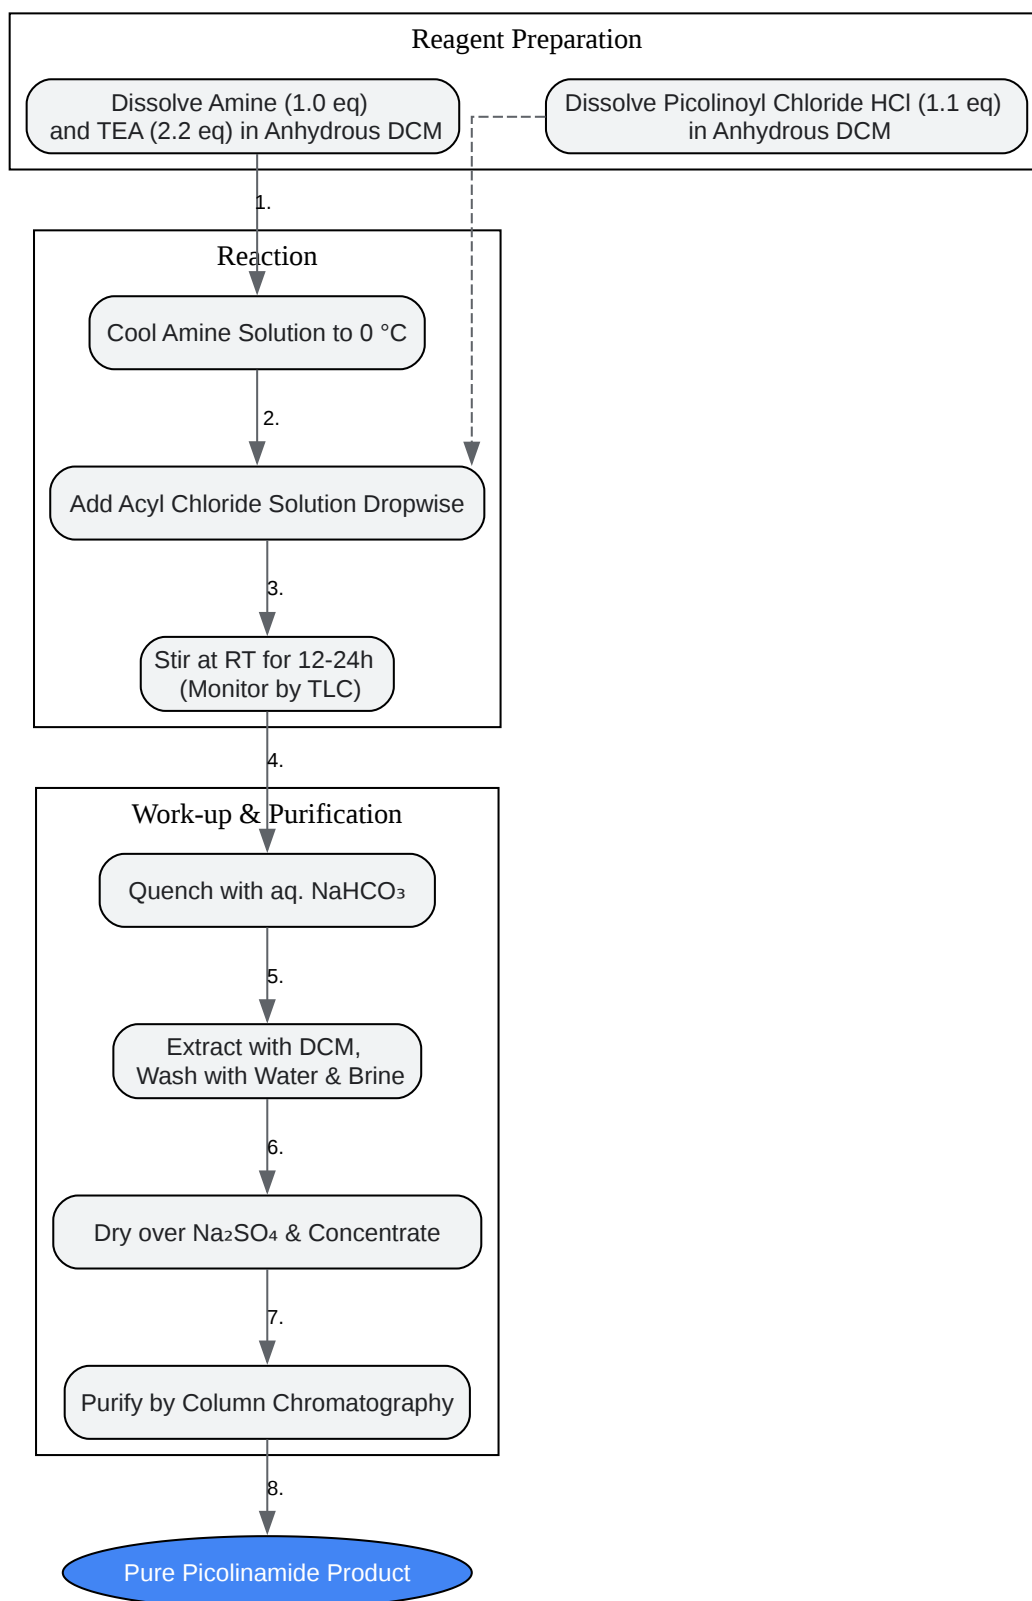 Reagent Preparation
Dissolve Amine (1.0 eq)
and TEA (2.2 eq) in Anhydrous DCM
Dissolve Picolinoyl Chloride HCl (1.1 eq)
in Anhydrous DCM
1.
Reaction
Cool Amine Solution to 0 °C
2.
Add Acyl Chloride Solution Dropwise
3.
Stir at RT for 12-24h
(Monitor by TLC)
4.
Work-up & Purification
Quench with aq. NaHCO₃
5.
Extract with DCM,
Wash with Water & Brine
6.
Dry over Na₂SO₄ & Concentrate
7.
Purify by Column Chromatography
8.
Pure Picolinamide Product